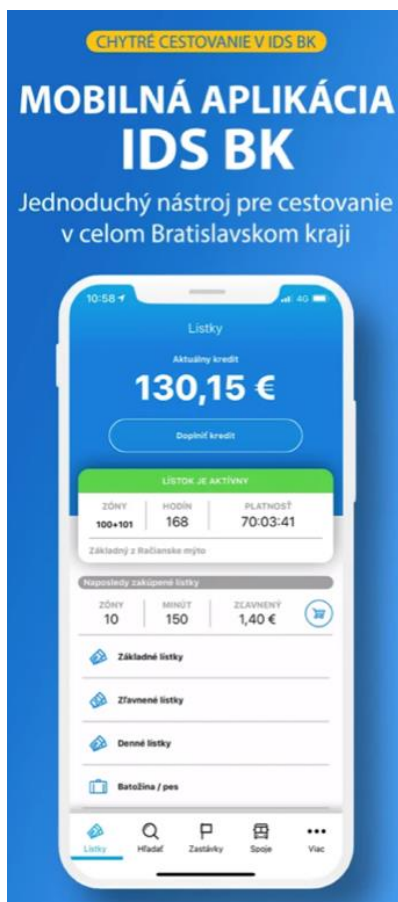 CHYTRÉ CESTOVANIE V IDS BK
MOBILNÁ APLIKÁCIA
IDS BK
Jednoduchý nástroj pre cestovanie
v celom Bratislavskom kraji
10:58 4G
Lístky
Aktuálny kredit
130,15 €
Doplniť kredit
LÍSTOK JE AKTÍVNY
ZÓNY HODÍN PLATNOSŤ
100+101 168 70:03:41
Základný z Račianske mýto
Naposledy zakúpené lístky
ZÓNY MINÚT ZĽAVNENÝ
10 150 1,40 €
Základné lístky
Zľavnené lístky
Denné lístky
Batožina / pes
Lístky Hľadať Zastávky Spoje Viac